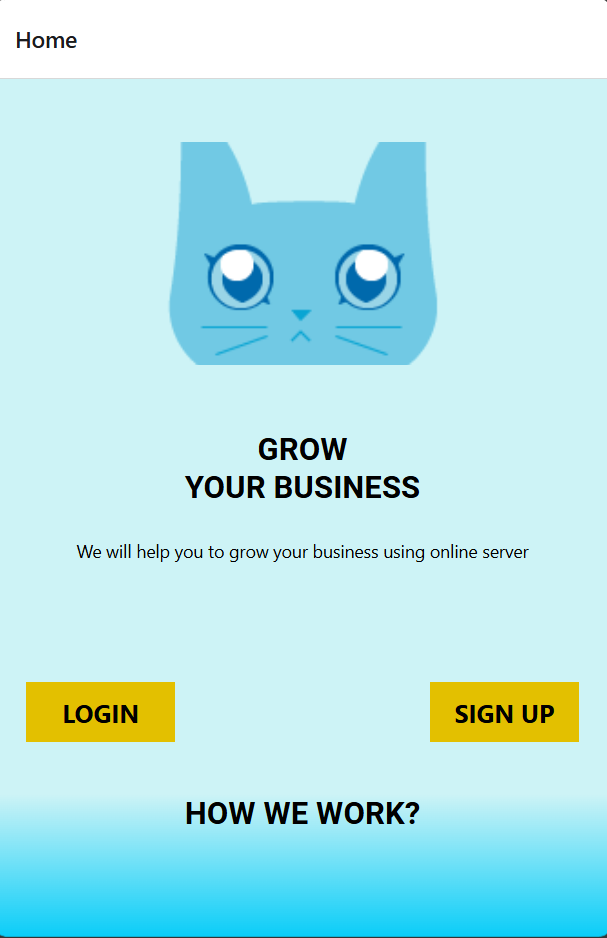 Home
GROW
YOUR BUSINESS
We will help you to grow your business using online server
LOGIN
SIGN UP
HOW WE WORK?